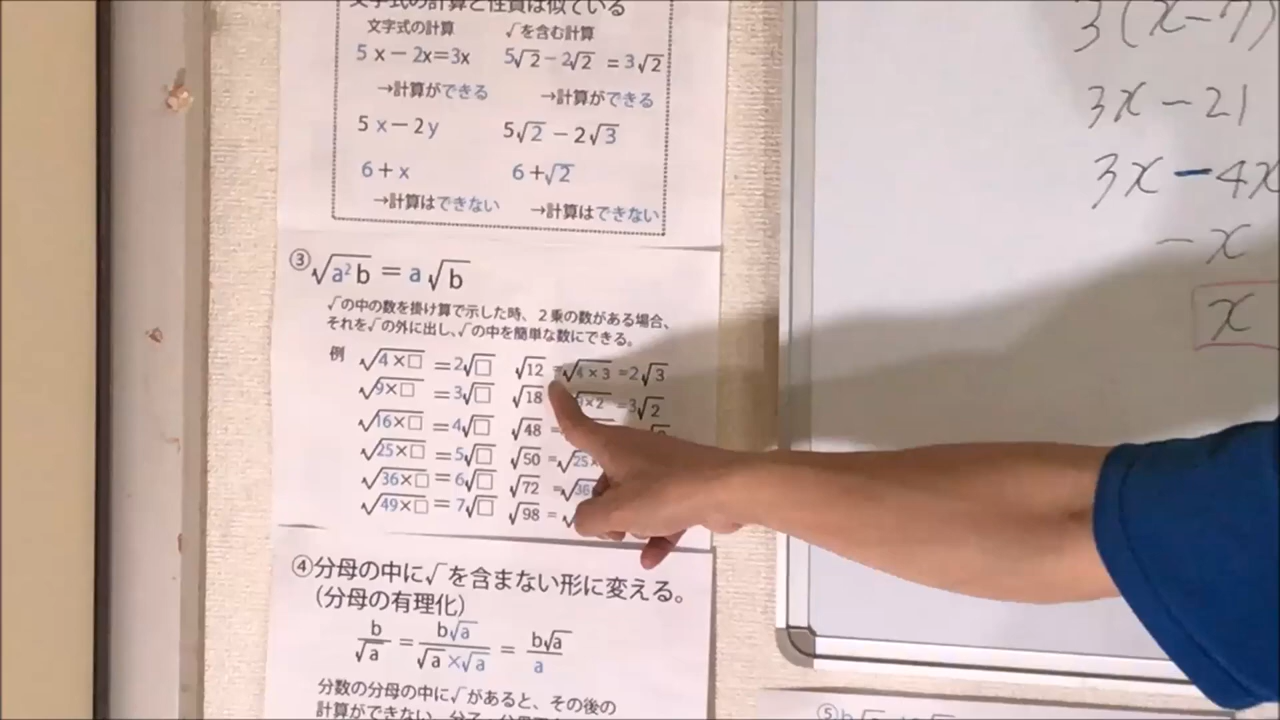 文字式の計算と性質は似ている
文字式の計算 √を含む計算
5x－2x=3x 5√2－2√2 =3√2
→計算ができる →計算ができる
5x－2y 5√2 － 2√3
6+x 6+√2
→計算はできない →計算はできない
③√a²b = a√b
√の中の数を掛け算で示した時、2乗の数がある場合、
それを√の外に出し、√の中を簡単な数にできる。
例 √4×□ =2√□ √12 =√4×3 =2√3
√9×□ =3√□ √18 9×2 =3√2
√16×□ =4√□ √48 =
√25×□ =5√□ √50 =√25×
√36×□ =6√□ √72 =√36
√49×□ =7√□ √98 =√
④分母の中に√を含まない形に変える。
（分母の有理化）
b/√a = b√a/√a×√a = b√a/a
分数の分母の中に√があると、その後の
3(x－7)
3x－21
3x－4x
－x
x
⑤